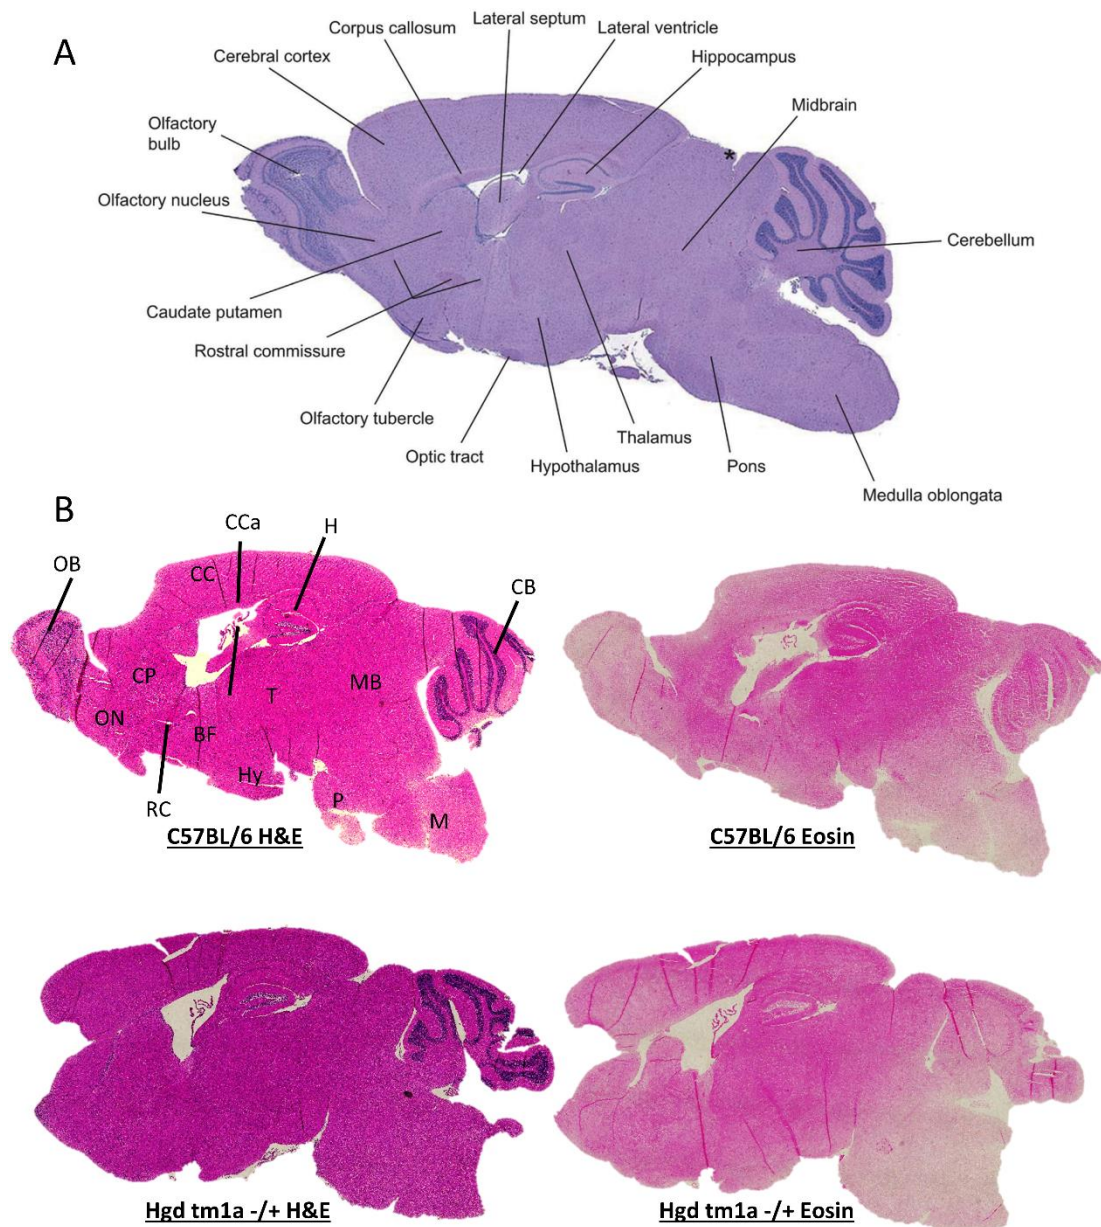 A
Lateral septum
Corpus callosum
Lateral ventricle
Cerebral cortex
Hippocampus
Midbrain
Olfactory
bulb
*
Olfactory nucleus
Cerebellum
Caudate putamen
Rostral commissure
Olfactory tubercle
Thalamus
Optic tract
Hypothalamus
Pons
Medulla oblongata
B
CCa
H
OB
CC
CB
CP
T
MB
ON
BF
Hy
RC
P
M
C57BL/6 H&E
C57BL/6 Eosin
Hgd tm1a -/+ H&E
Hgd tm1a -/+ Eosin